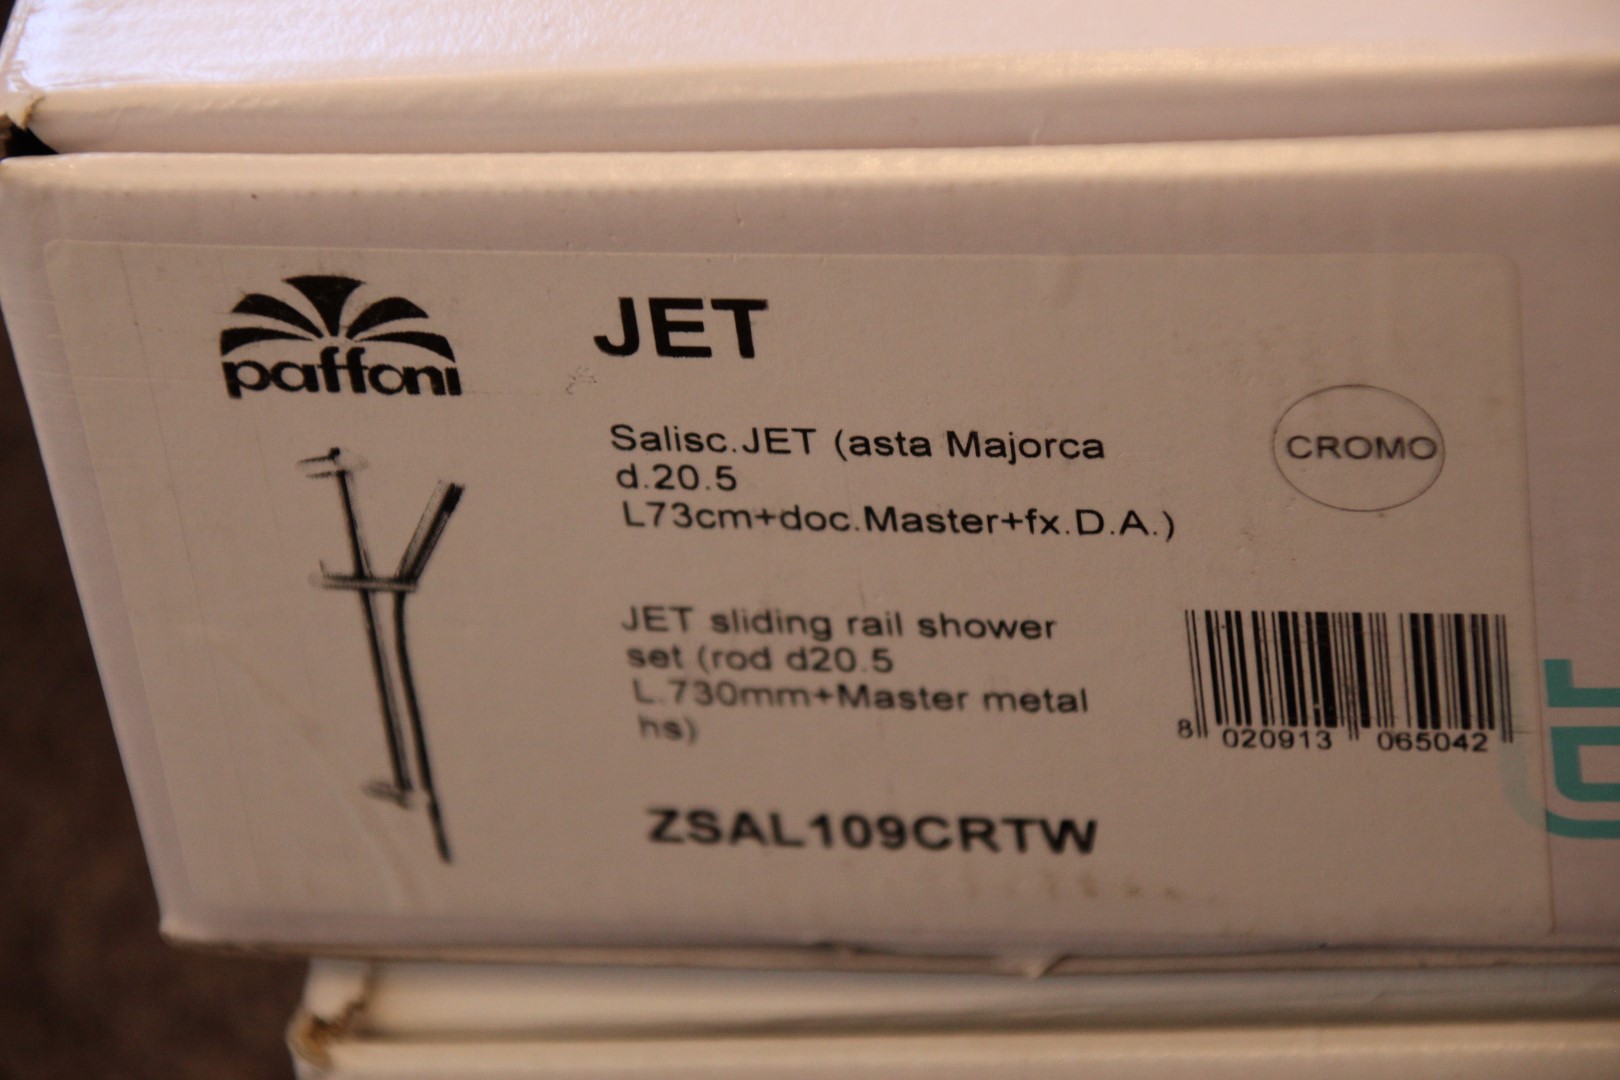 paffoni
JET
Salisc.JET (asta Majorca
d.20.5
L73cm+doc.Master+fx.D.A.)
CROMO
JET sliding rail shower
set (rod d20.5
L.730mm+Master metal
hs)
8 020913 065042
ZSAL109CRTW